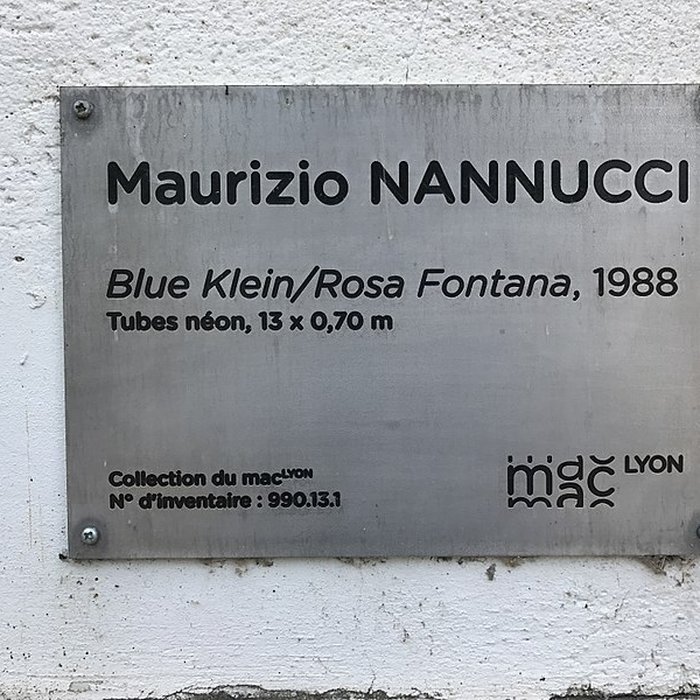 Maurizio NANNUCCI
Blue Klein/Rosa Fontana, 1988
Tubes néon, 13 x 0,70 m
Collection du macLYON
N° d'inventaire : 990.13.1
mac LYON